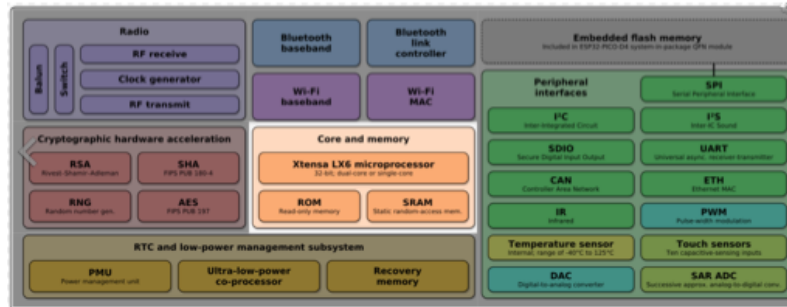 Radio
Balun
Switch
RF receive
Clock generator
RF transmit
Bluetooth
baseband
Bluetooth
link
controller
Wi-Fi
baseband
Wi-Fi
MAC
Embedded flash memory
Included in ESP32-PICO-D4 system-in-package QFN module
Cryptographic hardware acceleration
RSA
Rivest-Shamir-Adleman
SHA
FIPS PUB 180-4
RNG
Random number gen.
AES
FIPS PUB 197
Core and memory
Xtensa LX6 microprocessor
32-bit, dual-core or single-core
ROM
Read-only memory
SRAM
Static random-access mem.
RTC and low-power management subsystem
PMU
Power management unit
Ultra-low-power
co-processor
Recovery
memory
Peripheral
interfaces
SPI
Serial Peripheral Interface
I²C
Inter-Integrated Circuit
I²S
Inter-IC Sound
SDIO
Secure Digital Input Output
UART
Universal async. receiver-transmitter
CAN
Controller Area Network
ETH
Ethernet MAC
IR
Infrared
PWM
Pulse-width modulation
Temperature sensor
Internal, range of -40°C to 125°C
Touch sensors
Ten capacitive-sensing inputs
DAC
Digital-to-analog converter
SAR ADC
Successive approx. analog-to-digital conv.